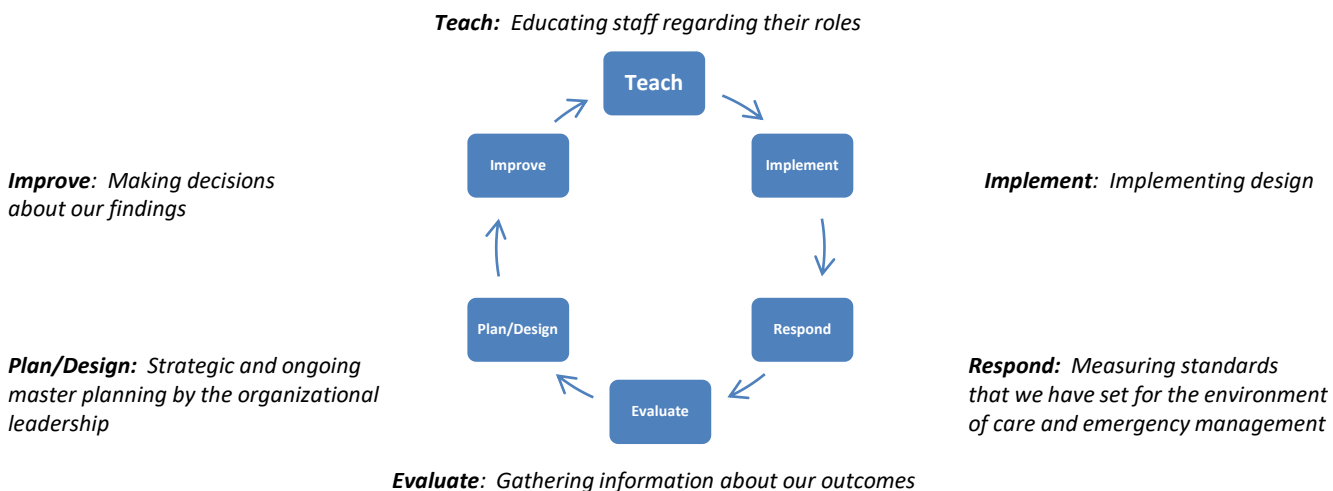 Teach: Educating staff regarding their roles
Teach
Improve
Implement
Improve: Making decisions
about our findings
Implement: Implementing design
Plan/Design
Respond
Plan/Design: Strategic and ongoing
master planning by the organizational
leadership
Respond: Measuring standards
that we have set for the environment
of care and emergency management
Evaluate
Evaluate: Gathering information about our outcomes